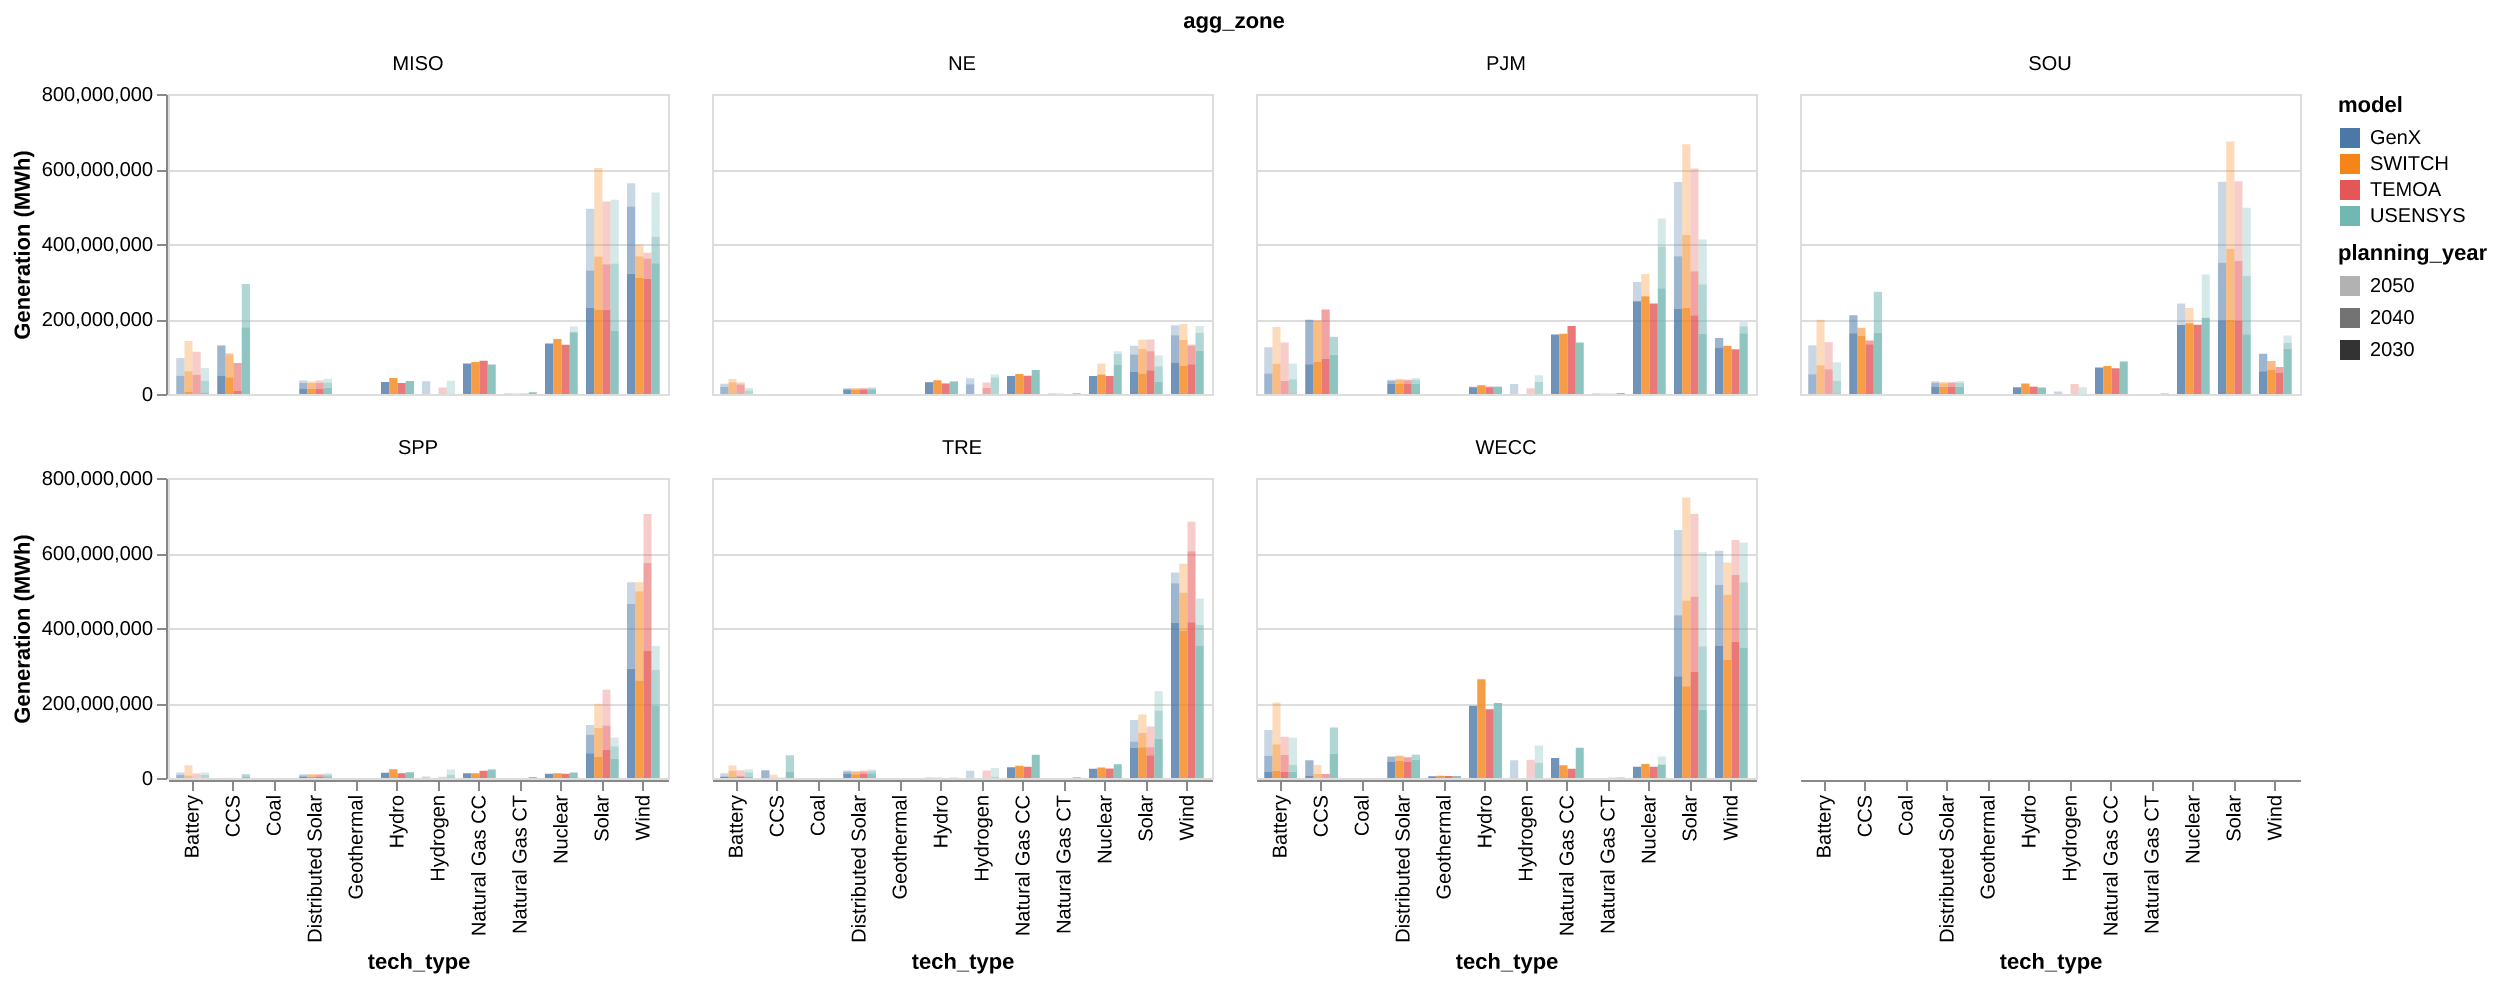 agg_zone
MISO
NE
PJM
SOU
800,000,000
600,000,000
400,000,000
200,000,000
0
Generation (MWh)
model
GenX
SWITCH
TEMOA
USENSYS
planning_year
2050
2040
2030
SPP
TRE
WECC
800,000,000
600,000,000
400,000,000
200,000,000
0
Generation (MWh)
Battery
CCS
Coal
Distributed Solar
Geothermal
Hydro
Hydrogen
Natural Gas CC
Natural Gas CT
Nuclear
Solar
Wind
tech_type
Battery
CCS
Coal
Distributed Solar
Geothermal
Hydro
Hydrogen
Natural Gas CC
Natural Gas CT
Nuclear
Solar
Wind
tech_type
Battery
CCS
Coal
Distributed Solar
Geothermal
Hydro
Hydrogen
Natural Gas CC
Natural Gas CT
Nuclear
Solar
Wind
tech_type
Battery
CCS
Coal
Distributed Solar
Geothermal
Hydro
Hydrogen
Natural Gas CC
Natural Gas CT
Nuclear
Solar
Wind
tech_type